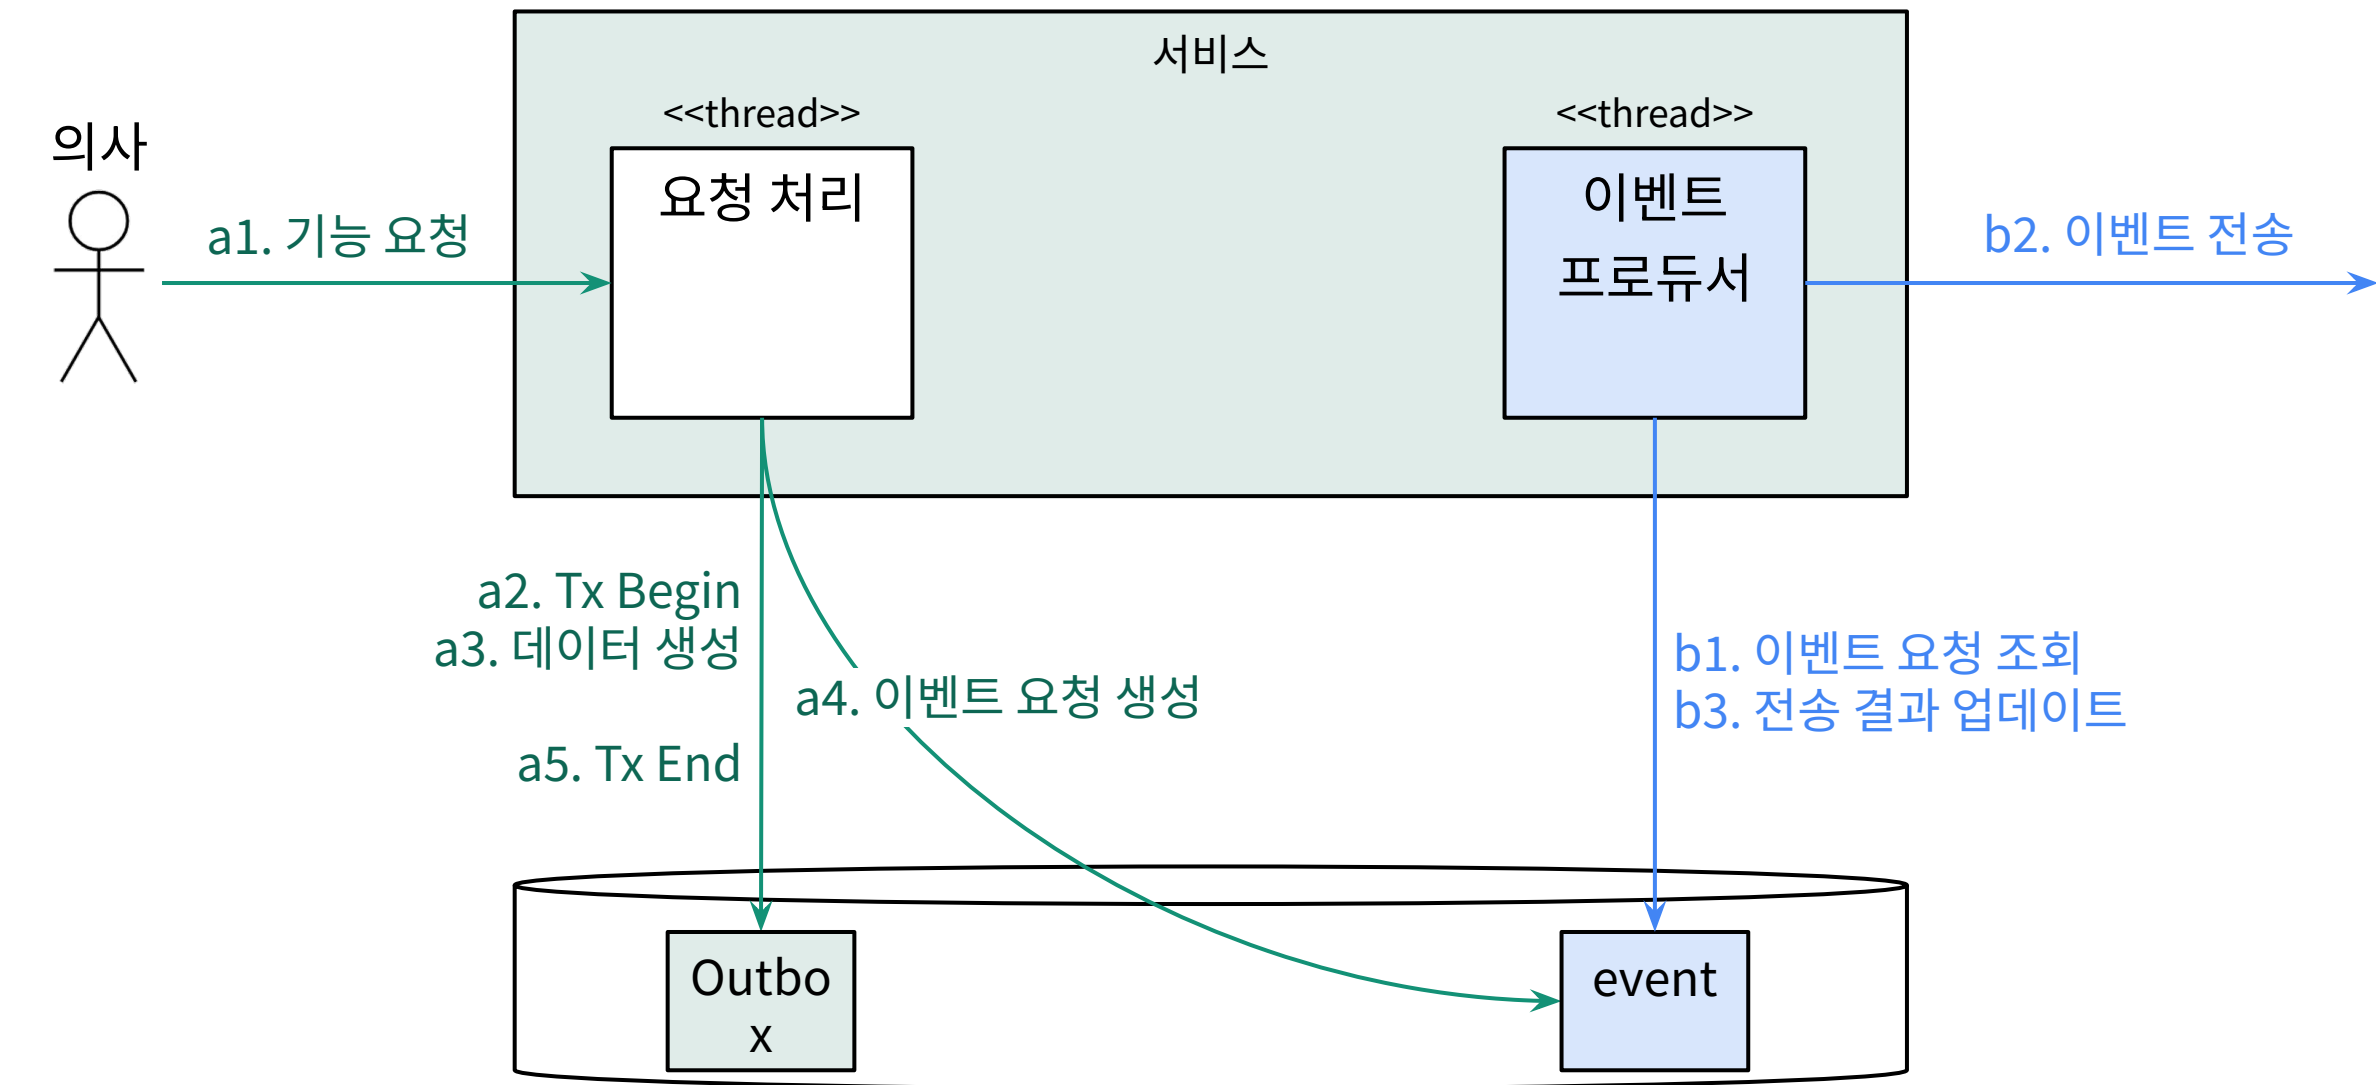 서비스
<<thread>>
<<thread>>
의사
요청 처리
이벤트
프로듀서
a1. 기능 요청
b2. 이벤트 전송
a2. Tx Begin
a3. 데이터 생성
a4. 이벤트 요청 생성
a5. Tx End
b1. 이벤트 요청 조회
b3. 전송 결과 업데이트
Outbo
x
event